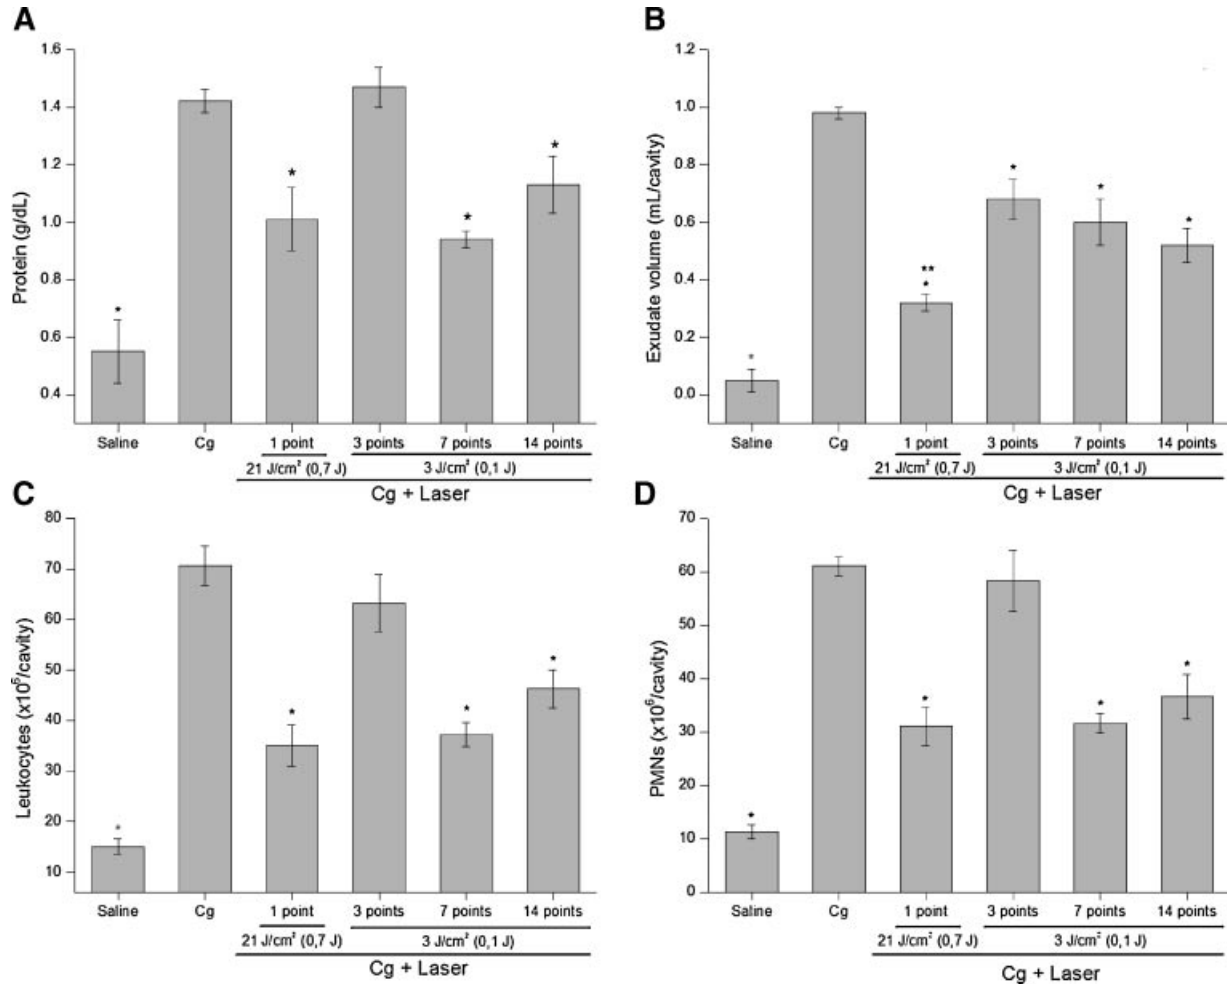 A
1.6
1.4
1.2
1.0
0.8
0.6
0.4
Protein (g/dL)
* * * *
Saline Cg 1 point 3 points 7 points 14 points
21 J/cm² (0,7 J) 3 J/cm² (0,1 J)
Cg + Laser
B
1.2
1.0
0.8
0.6
0.4
0.2
0.0
Exudate volume (mL/cavity)
* ** * * * *
Saline Cg 1 point 3 points 7 points 14 points
21 J/cm² (0,7 J) 3 J/cm² (0,1 J)
Cg + Laser
C
80
70
60
50
40
30
20
10
Leukocytes (x10⁶/cavity)
* * * *
Saline Cg 1 point 3 points 7 points 14 points
21 J/cm² (0,7 J) 3 J/cm² (0,1 J)
Cg + Laser
D
70
60
50
40
30
20
10
0
PMNs (x10⁶/cavity)
* * * *
Saline Cg 1 point 3 points 7 points 14 points
21 J/cm² (0,7 J) 3 J/cm² (0,1 J)
Cg + Laser